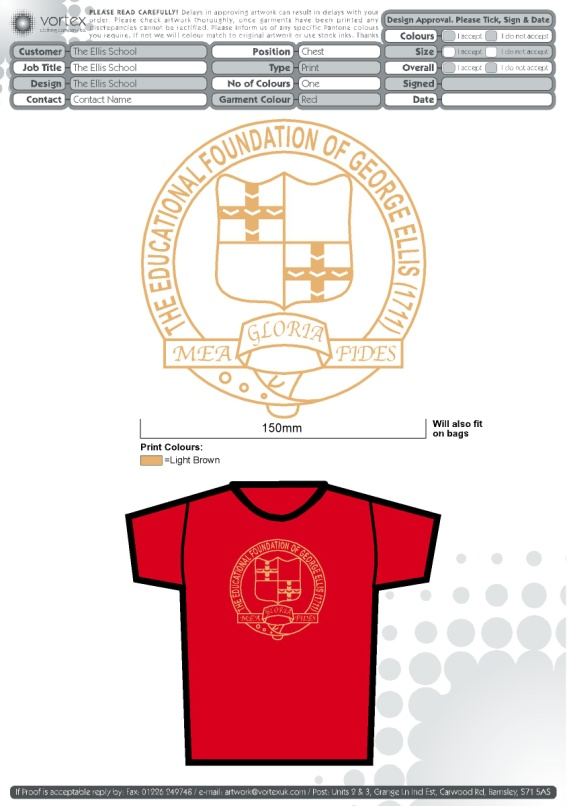 vortex
PLEASE READ CAREFULLY! Delays in approving artwork can result in delays with your
order. Please check artwork thoroughly, once garments have been printed any
discrepancies cannot be rectified. Please inform us of any specific Pantone colours
you require, if not we will colour match to original artwork or use stock inks. Thanks
Design Approval. Please Tick, Sign & Date
Colours I accept I do not accept
Customer The Ellis School Position Chest Size I accept I do not accept
Job Title The Ellis School Type Print Overall I accept I do not accept
Design The Ellis School No of Colours One Signed
Contact Contact Name Garment Colour Red Date
THE EDUCATIONAL FOUNDATION OF GEORGE ELLIS (1711)
MEA GLORIA FIDES
150mm
Will also fit
on bags
Print Colours:
=Light Brown
THE EDUCATIONAL FOUNDATION OF GEORGE ELLIS (1711)
MEA GLORIA FIDES
If Proof is acceptable reply by: Fax: 01226 249748 / e-mail: artwork@vortexuk.com / Post: Units 2 & 3, Grange Ln Ind Est, Carwood Rd, Barnsley, S71 5AS